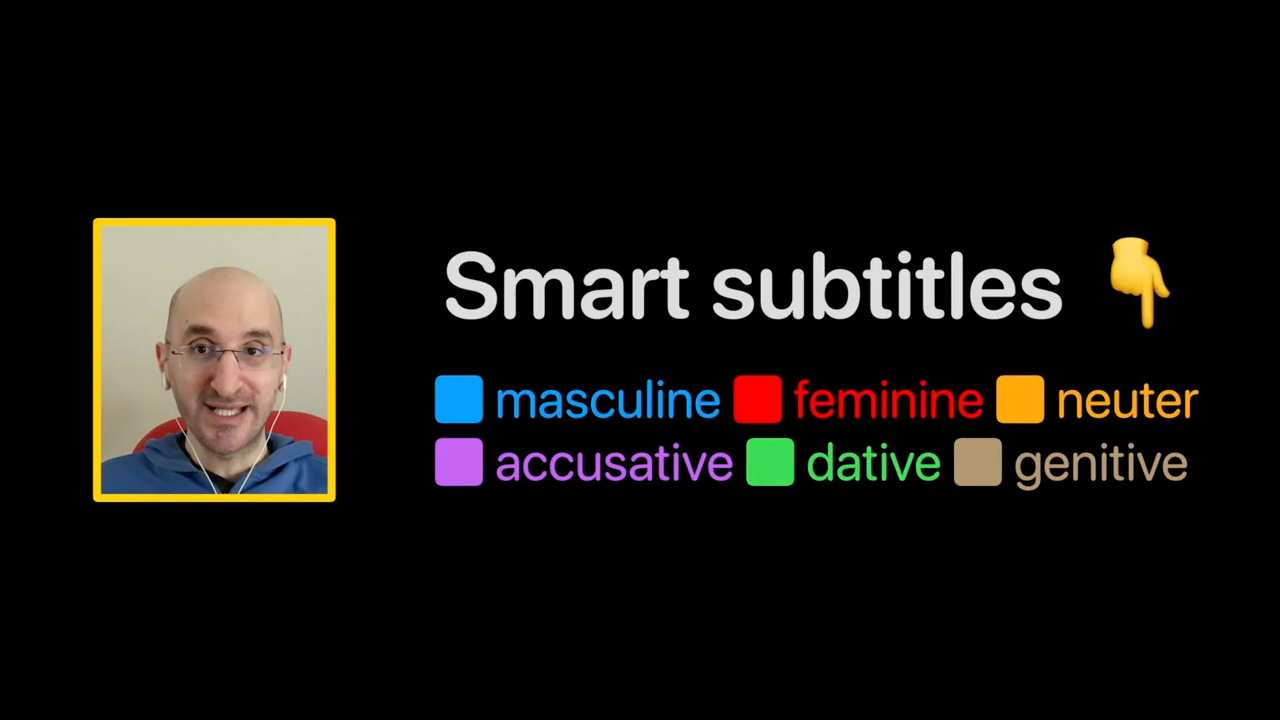 Smart subtitles 👇
masculine feminine neuter
accusative dative genitive